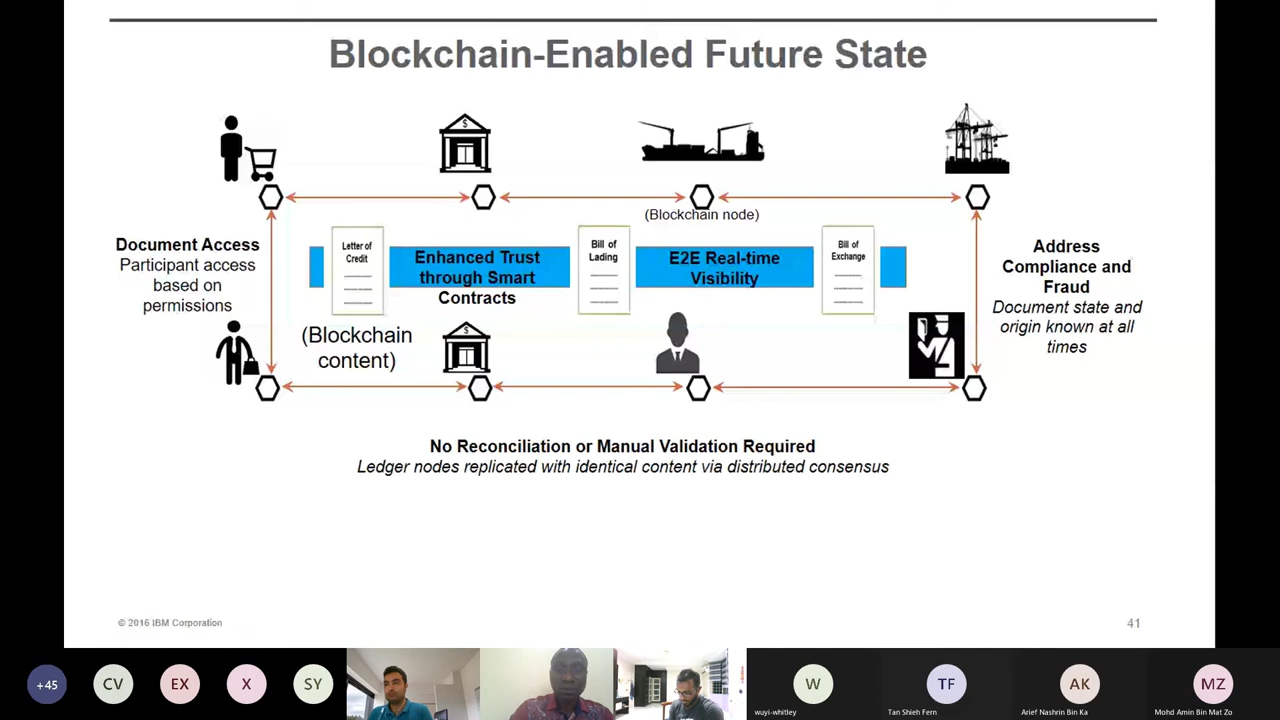 Blockchain-Enabled Future State
$
(Blockchain node)
Document Access
Participant access
based on
permissions
Letter of
Credit
Enhanced Trust
through Smart
Contracts
Bill of
Lading
E2E Real-time
Visibility
Bill of
Exchange
Address
Compliance and
Fraud
Document state and
origin known at all
times
(Blockchain
content)
$
No Reconciliation or Manual Validation Required
Ledger nodes replicated with identical content via distributed consensus
© 2016 IBM Corporation
41
+45
CV
EX
X
SY
W
wuyi-whitley
TF
Tan Shieh Fern
AK
Arief Nashrin Bin Ka
MZ
Mohd Amin Bin Mat Zo